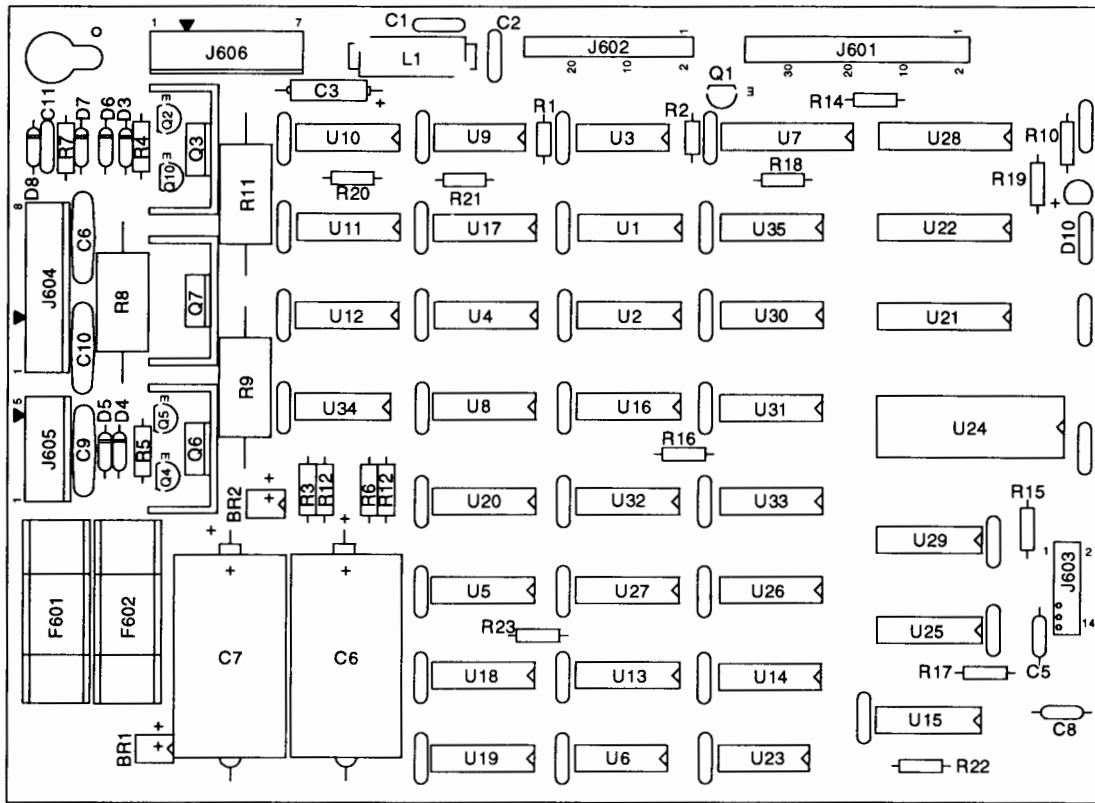 1 7
J606
C1
C2
L1
C3 +
J602
1
20 10 2
J601
1
30 20 10 2
Q1
E
R14
C11 D7 D6 D3
D8 R7 R4
E Q2
Q3
E Q10
R11
U10 U9 R1 U3 R2 U7 U28 R10
R20 R21 R18 R19
+
D10
8
J604
1
C6
C10
R8
Q7
U11 U17 U1 U35 U22
U12 U4 U2 U30 U21
R9
5
J605
1
C9
D5 D4
R5
E Q5
Q6
E Q4
U34 U8 U16 U31 U24
R16
BR2 + +
R3 R12 R6 R12
U20 U32 U33 R15
U29
1 2
J603
14
F601 F602
+ +
C7
+ +
C6
U5 U27 U26
R23
U25
C5
R17
U18 U13 U14
U15
C8
BR1 + +
U19 U6 U23
R22